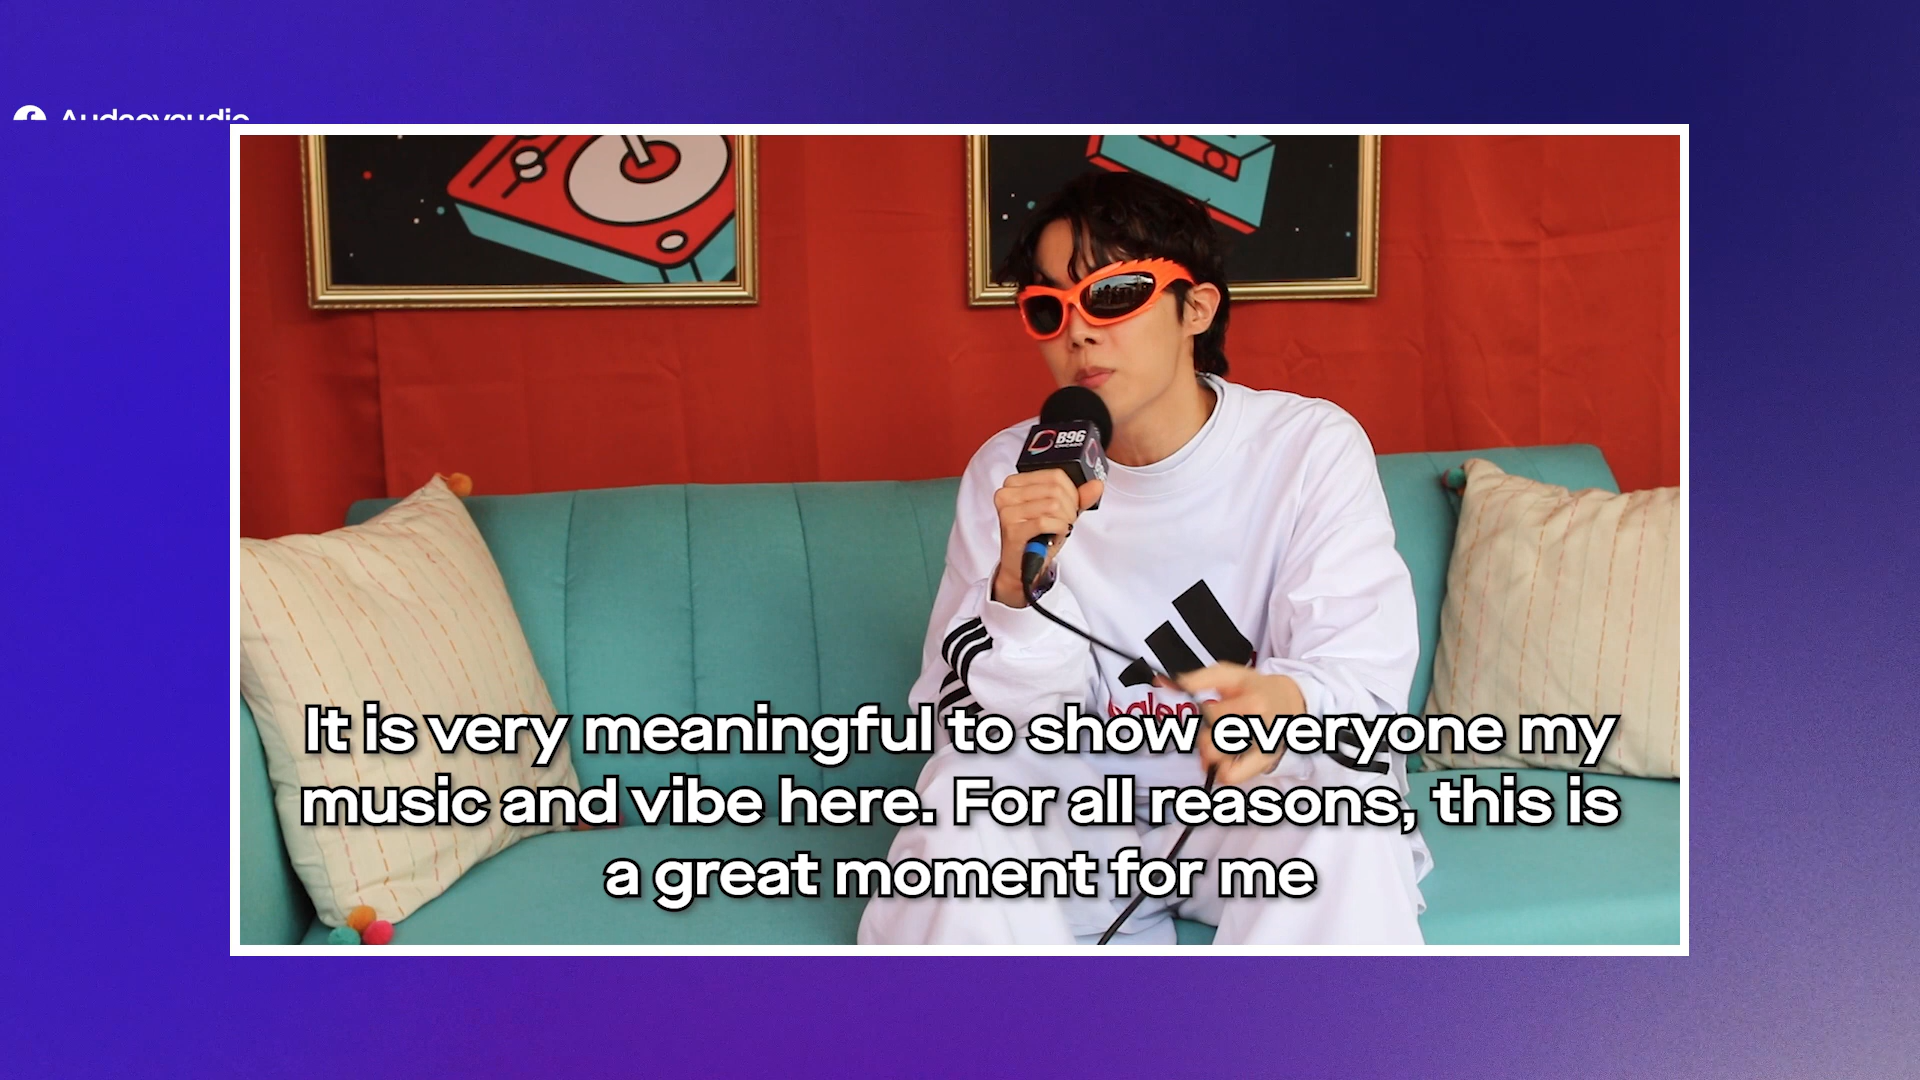 B96
CHICAGO
It is very meaningful to show everyone my
music and vibe here. For all reasons, this is
a great moment for me